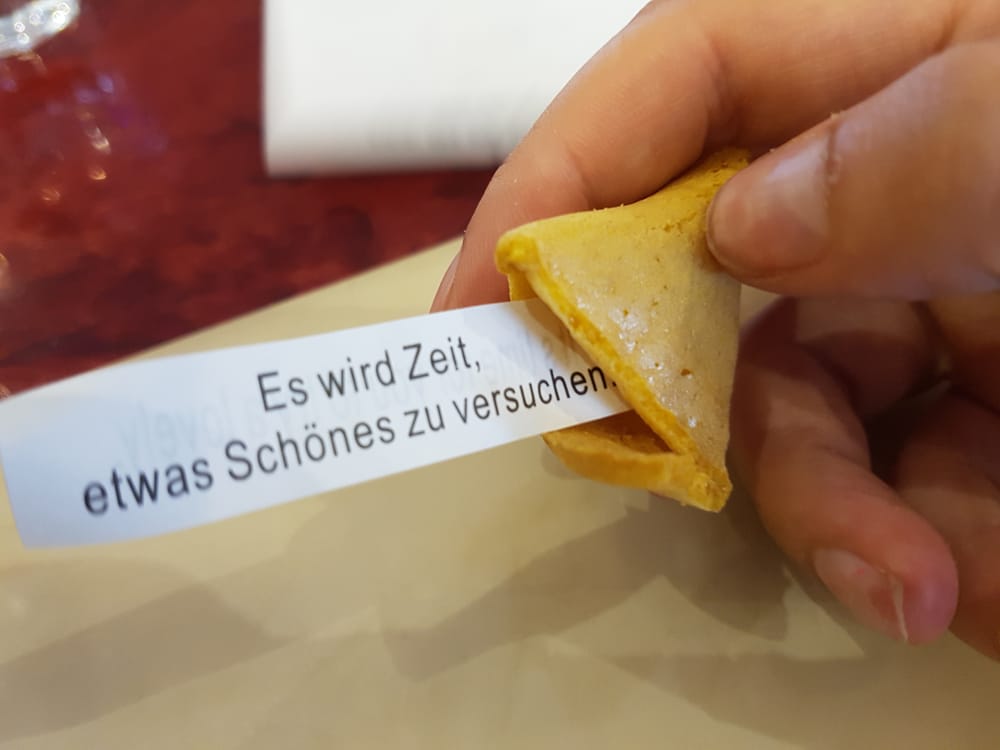 Es wird Zeit,
etwas Schönes zu versuchen.